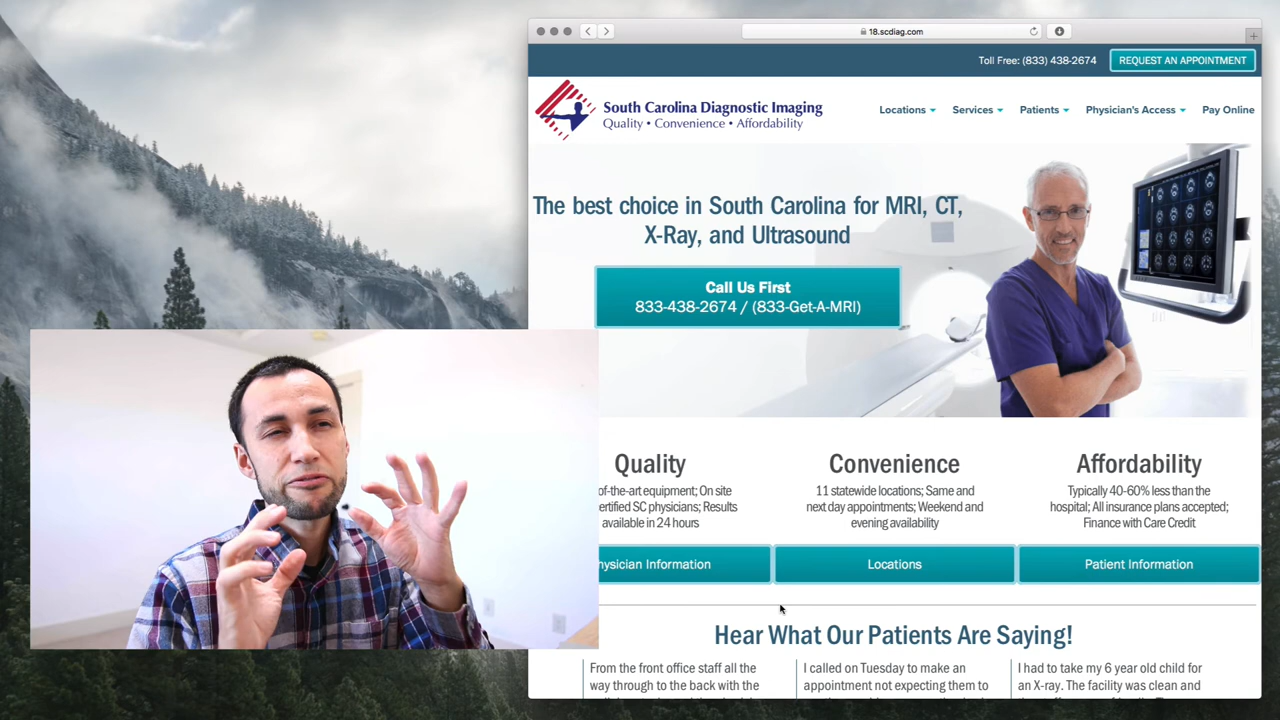 18.scdiag.com
Toll Free: (833) 438-2674
REQUEST AN APPOINTMENT
South Carolina Diagnostic Imaging
Quality • Convenience • Affordability
Locations
Services
Patients
Physician's Access
Pay Online
The best choice in South Carolina for MRI, CT,
X-Ray, and Ultrasound
Call Us First
833-438-2674 / (833-Get-A-MRI)
Quality
of-the-art equipment; On site
ertified SC physicians; Results
available in 24 hours
hysician Information
Convenience
11 statewide locations; Same and
next day appointments; Weekend and
evening availability
Locations
Affordability
Typically 40-60% less than the
hospital; All insurance plans accepted;
Finance with Care Credit
Patient Information
Hear What Our Patients Are Saying!
From the front office staff all the
way through to the back with the
I called on Tuesday to make an
appointment not expecting them to
I had to take my 6 year old child for
an X-ray. The facility was clean and